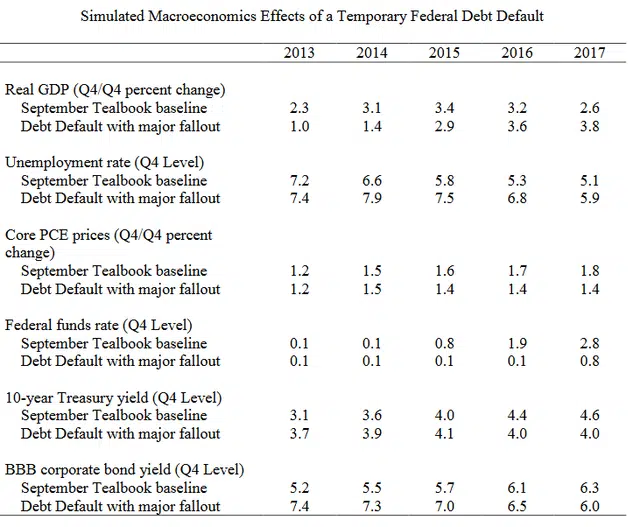 Simulated Macroeconomics Effects of a Temporary Federal Debt Default
2013 2014 2015 2016 2017
Real GDP (Q4/Q4 percent change)
September Tealbook baseline 2.3 3.1 3.4 3.2 2.6
Debt Default with major fallout 1.0 1.4 2.9 3.6 3.8
Unemployment rate (Q4 Level)
September Tealbook baseline 7.2 6.6 5.8 5.3 5.1
Debt Default with major fallout 7.4 7.9 7.5 6.8 5.9
Core PCE prices (Q4/Q4 percent
change)
September Tealbook baseline 1.2 1.5 1.6 1.7 1.8
Debt Default with major fallout 1.2 1.5 1.4 1.4 1.4
Federal funds rate (Q4 Level)
September Tealbook baseline 0.1 0.1 0.8 1.9 2.8
Debt Default with major fallout 0.1 0.1 0.1 0.1 0.8
10-year Treasury yield (Q4 Level)
September Tealbook baseline 3.1 3.6 4.0 4.4 4.6
Debt Default with major fallout 3.7 3.9 4.1 4.0 4.0
BBB corporate bond yield (Q4 Level)
September Tealbook baseline 5.2 5.5 5.7 6.1 6.3
Debt Default with major fallout 7.4 7.3 7.0 6.5 6.0